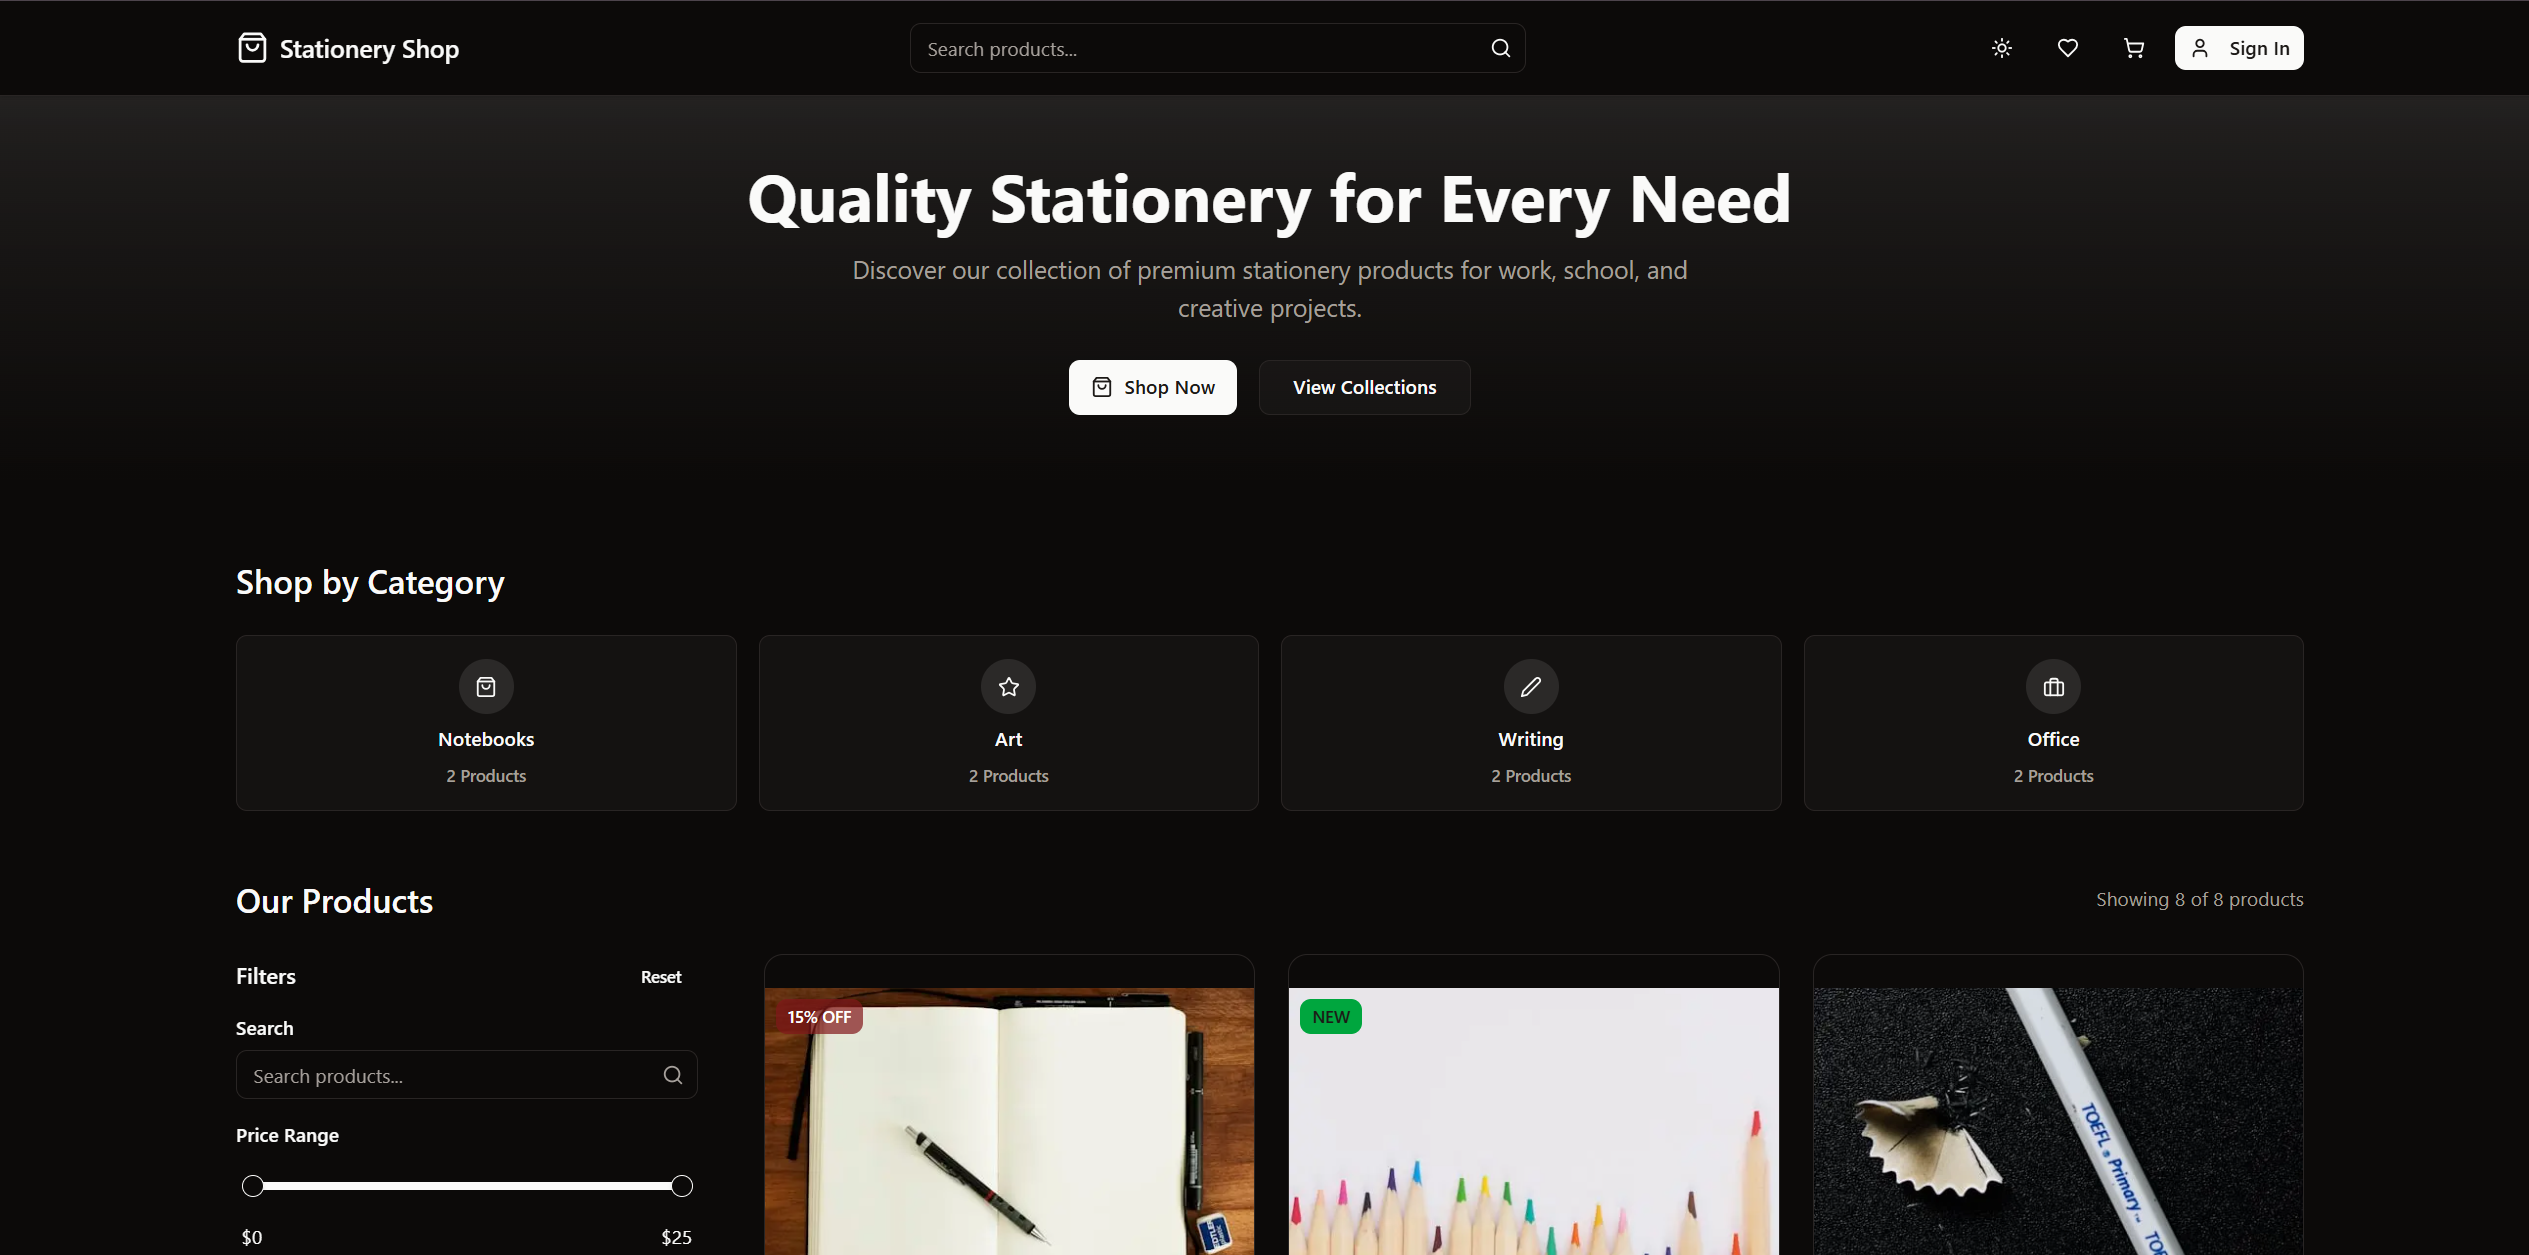 Stationery Shop
Search products...
Sign In
Quality Stationery for Every Need
Discover our collection of premium stationery products for work, school, and
creative projects.
Shop Now
View Collections
Shop by Category
Notebooks
2 Products
Art
2 Products
Writing
2 Products
Office
2 Products
Our Products
Showing 8 of 8 products
Filters
Reset
Search
Search products...
Price Range
$0
$25
15% OFF
NEW
TOEFL® Primary™